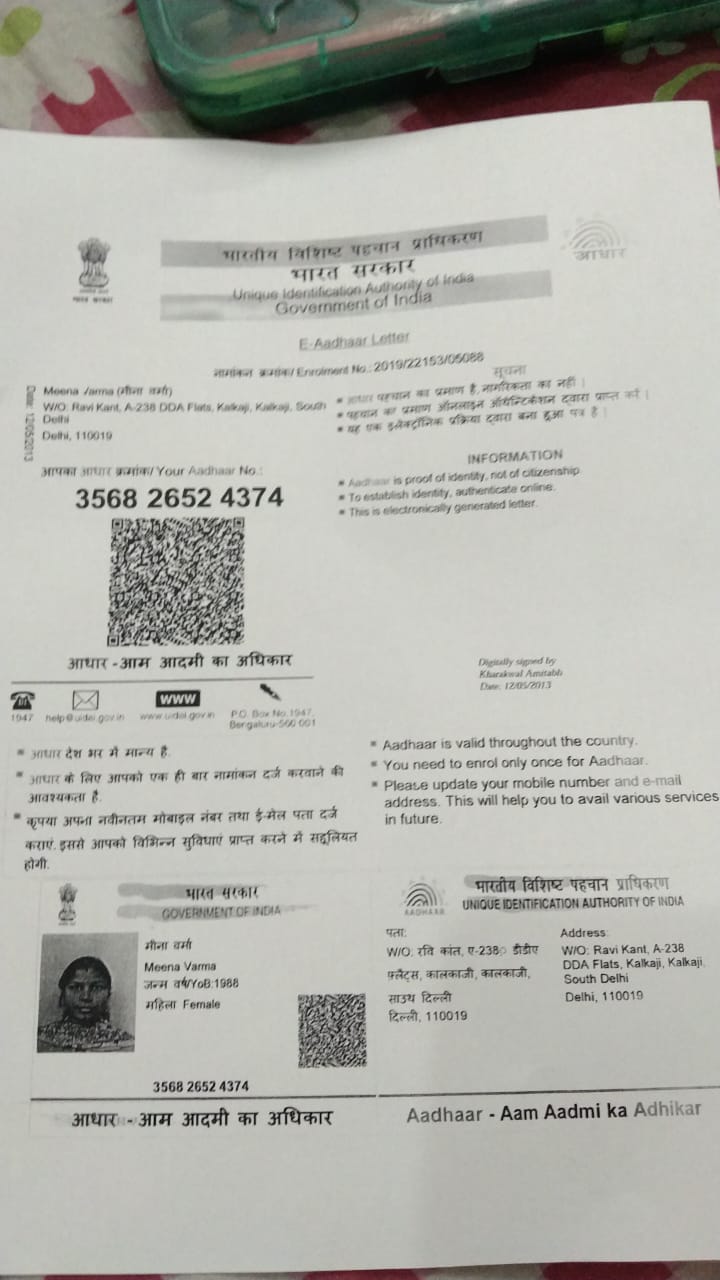 भारतीय विशिष्ट पहचान प्राधिकरण
भारत सरकार
Unique Identification Authority of India
Government of India
भारत सरकार
आधार
E-Aadhaar Letter
नामांकन क्रमांक/ Enrolment No.: 2019/22153/05088
Date: 12/05/2013
Meena Varma (मीना वर्मा)
W/O: Ravi Kant, A-238 DDA Flats, Kalkaji, Kalkaji, South
Delhi
Delhi, 110019
सूचना
आधार पहचान का प्रमाण है, नागरिकता का नहीं |
पहचान का प्रमाण ऑनलाइन ऑथेन्टिकेशन द्वारा प्राप्त करें |
यह एक इलेक्ट्रॉनिक प्रक्रिया द्वारा बना हुआ पत्र है |
आपका आधार क्रमांक/ Your Aadhaar No.:
3568 2652 4374
INFORMATION
Aadhaar is proof of identity, not of citizenship.
To establish identity, authenticate online.
This is electronically generated letter.
आधार -आम आदमी का अधिकार
Digitally signed by
Kharakwal Amitabh
Date: 12/05/2013
1947
help@uidai.gov.in
WWW
www.uidai.gov.in
P.O. Box No.1947,
Bengaluru-560 001
आधार देश भर में मान्य है.
आधार के लिए आपको एक ही बार नामांकन दर्ज करवाने की
आवश्यकता है.
कृपया अपना नवीनतम मोबाइल नंबर तथा ई-मेल पता दर्ज
कराएं. इससे आपको विभिन्न सुविधाएं प्राप्त करने में सहूलियत
होगी.
Aadhaar is valid throughout the country.
You need to enrol only once for Aadhaar.
Please update your mobile number and e-mail
address. This will help you to avail various services
in future.
भारत सरकार
GOVERNMENT OF INDIA
मीना वर्मा
Meena Varma
जन्म वर्ष/YoB:1988
महिला Female
3568 2652 4374
आधार - आम आदमी का अधिकार
AADHAAR
भारतीय विशिष्ट पहचान प्राधिकरण
UNIQUE IDENTIFICATION AUTHORITY OF INDIA
पता:
W/O: रवि कांत, ए-238 डीडीए
फ़्लैट्स, कालकाजी, कालकाजी,
साउथ दिल्ली
दिल्ली, 110019
Address:
W/O: Ravi Kant, A-238
DDA Flats, Kalkaji, Kalkaji,
South Delhi
Delhi, 110019
Aadhaar - Aam Aadmi ka Adhikar